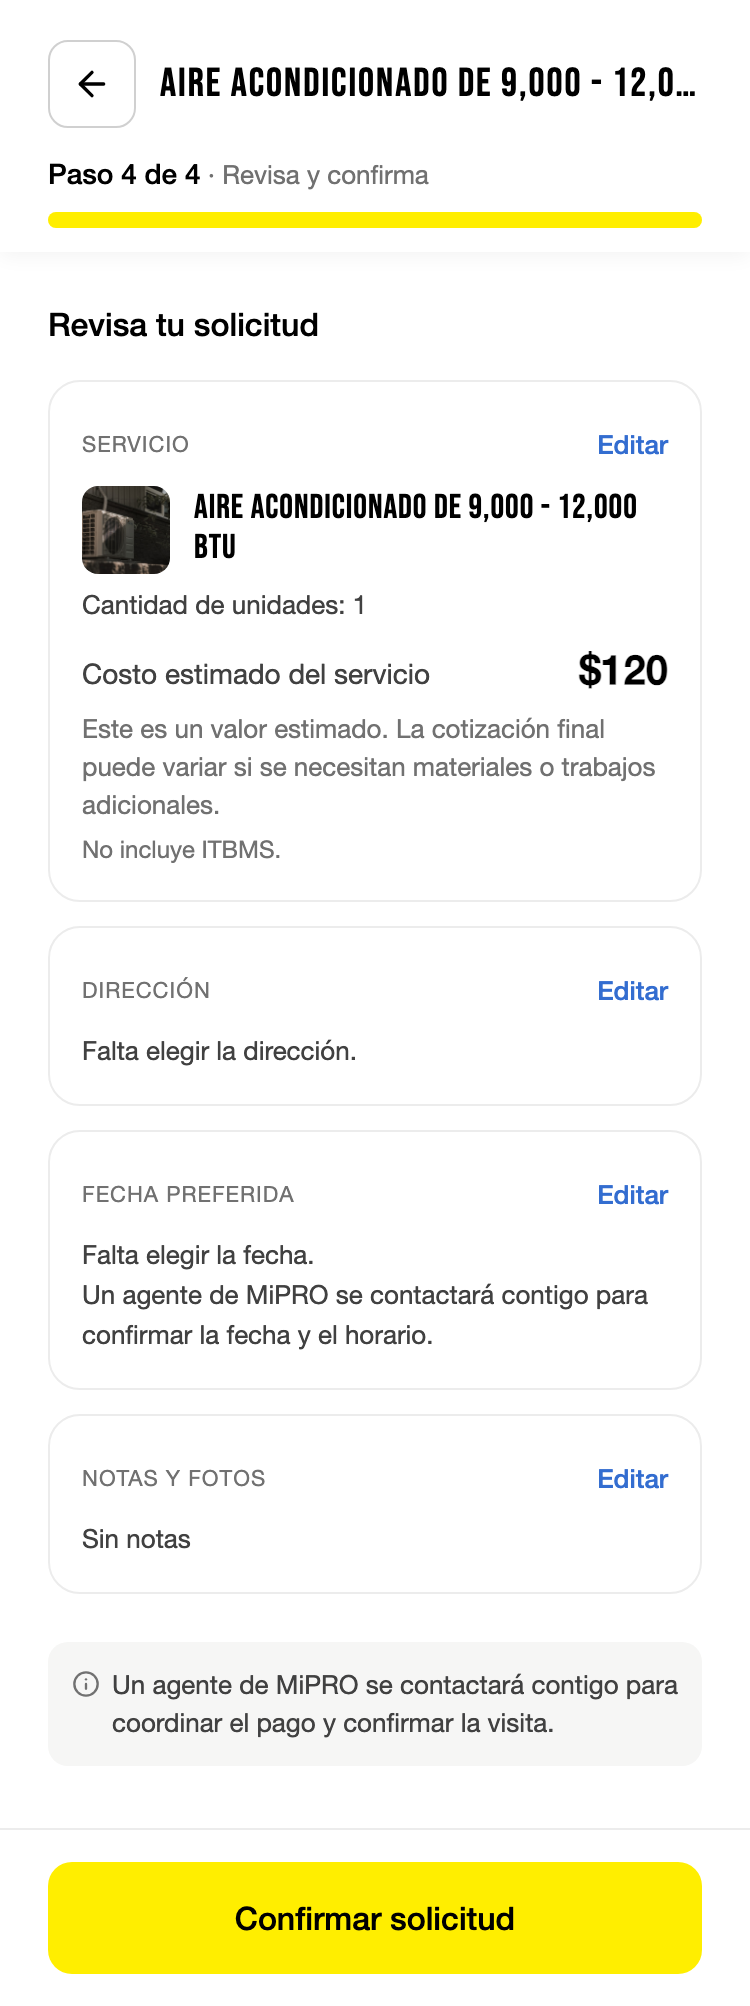 AIRE ACONDICIONADO DE 9,000 - 12,0...
Paso 4 de 4 · Revisa y confirma
Revisa tu solicitud
SERVICIO
Editar
AIRE ACONDICIONADO DE 9,000 - 12,000
BTU
Cantidad de unidades: 1
Costo estimado del servicio
$120
Este es un valor estimado. La cotización final
puede variar si se necesitan materiales o trabajos
adicionales.
No incluye ITBMS.
DIRECCIÓN
Editar
Falta elegir la dirección.
FECHA PREFERIDA
Editar
Falta elegir la fecha.
Un agente de MiPRO se contactará contigo para
confirmar la fecha y el horario.
NOTAS Y FOTOS
Editar
Sin notas
Un agente de MiPRO se contactará contigo para
coordinar el pago y confirmar la visita.
Confirmar solicitud